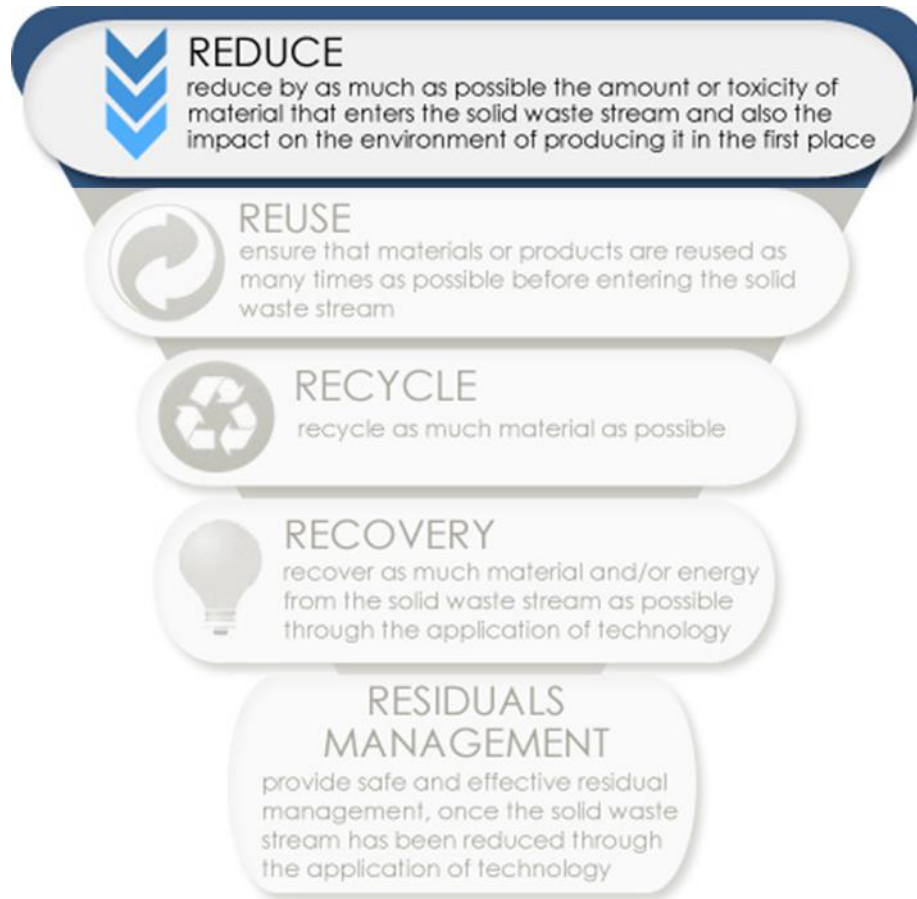 REDUCE
reduce by as much as possible the amount or toxicity of
material that enters the solid waste stream and also the
impact on the environment of producing it in the first place
REUSE
ensure that materials or products are reused as
many times as possible before entering the solid
waste stream
RECYCLE
recycle as much material as possible
RECOVERY
recover as much material and/or energy
from the solid waste stream as possible
through the application of technology
RESIDUALS
MANAGEMENT
provide safe and effective residual
management, once the solid waste
stream has been reduced through
the application of technology